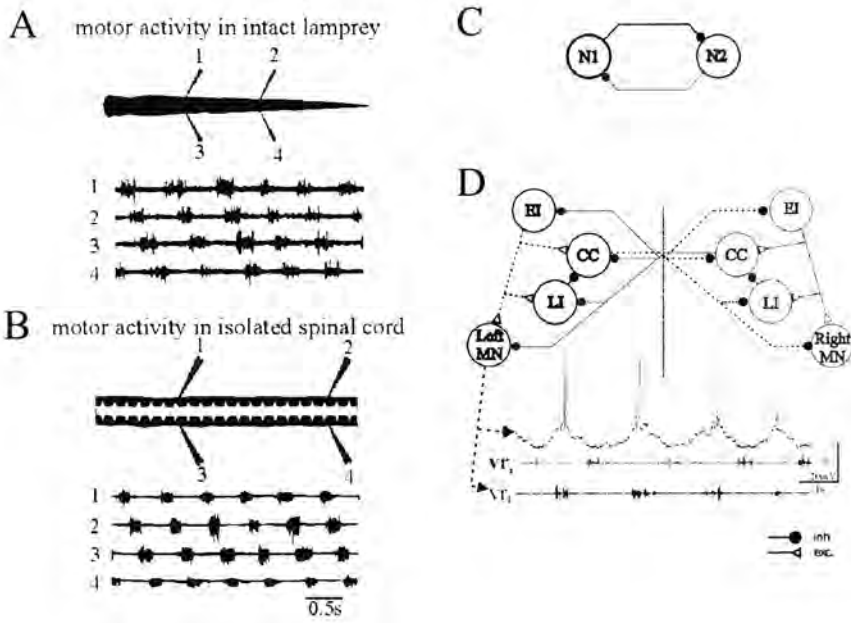 A
motor activity in intact lamprey
1 2
3 4
1
2
3
4
B
motor activity in isolated spinal cord
1 2
3 4
1
2
3
4
0.5s
C
N1 N2
D
EI EI
CC CC
LI LI
Left
MN
Right
MN
vr
vr
1s
inh
exc.